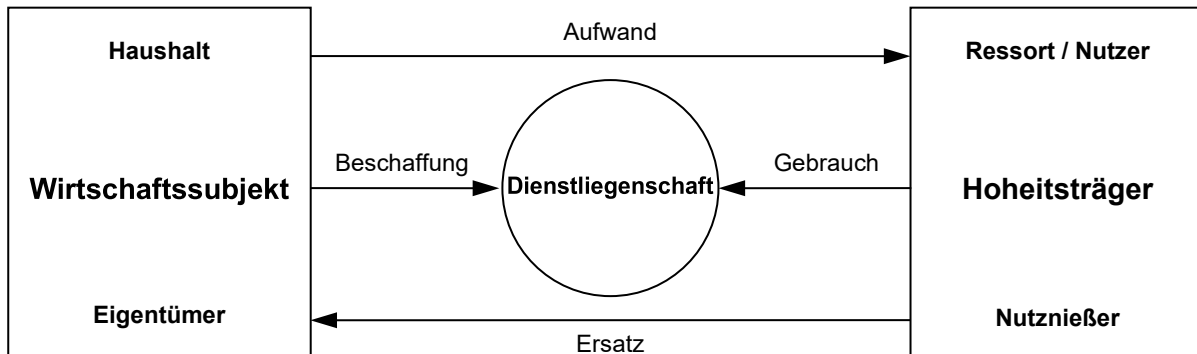 Aufwand
Haushalt
Ressort / Nutzer
Beschaffung
Gebrauch
Wirtschaftssubjekt
Dienstliegenschaft
Hoheitsträger
Eigentümer
Nutznießer
Ersatz